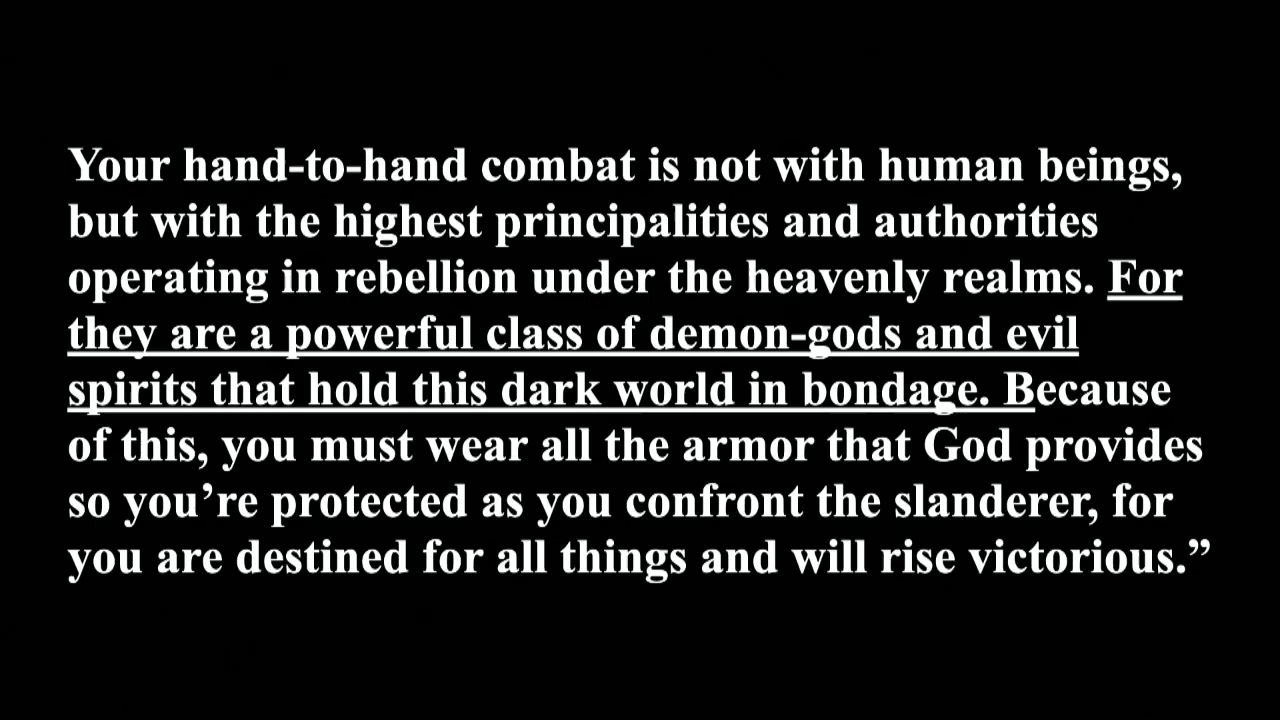 Your hand-to-hand combat is not with human beings,
but with the highest principalities and authorities
operating in rebellion under the heavenly realms. For
they are a powerful class of demon-gods and evil
spirits that hold this dark world in bondage. Because
of this, you must wear all the armor that God provides
so you’re protected as you confront the slanderer, for
you are destined for all things and will rise victorious.”